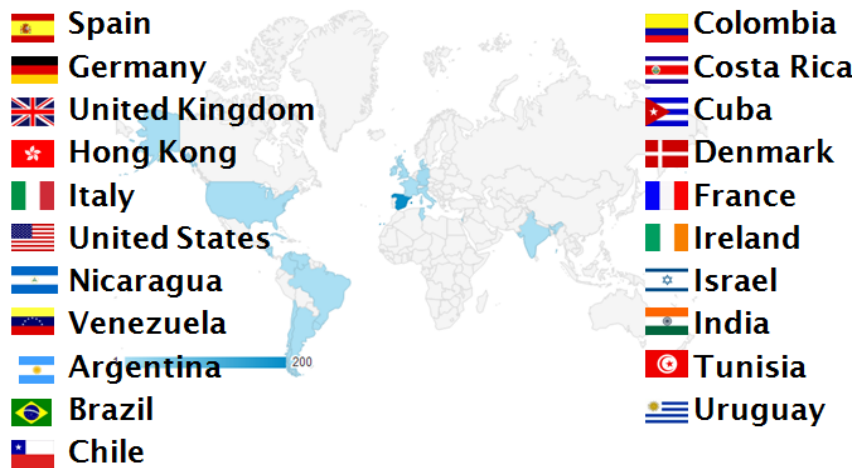 Spain
Germany
United Kingdom
Hong Kong
Italy
United States
Nicaragua
Venezuela
Argentina
Brazil
Chile
1
200
Colombia
Costa Rica
Cuba
Denmark
France
Ireland
Israel
India
Tunisia
Uruguay